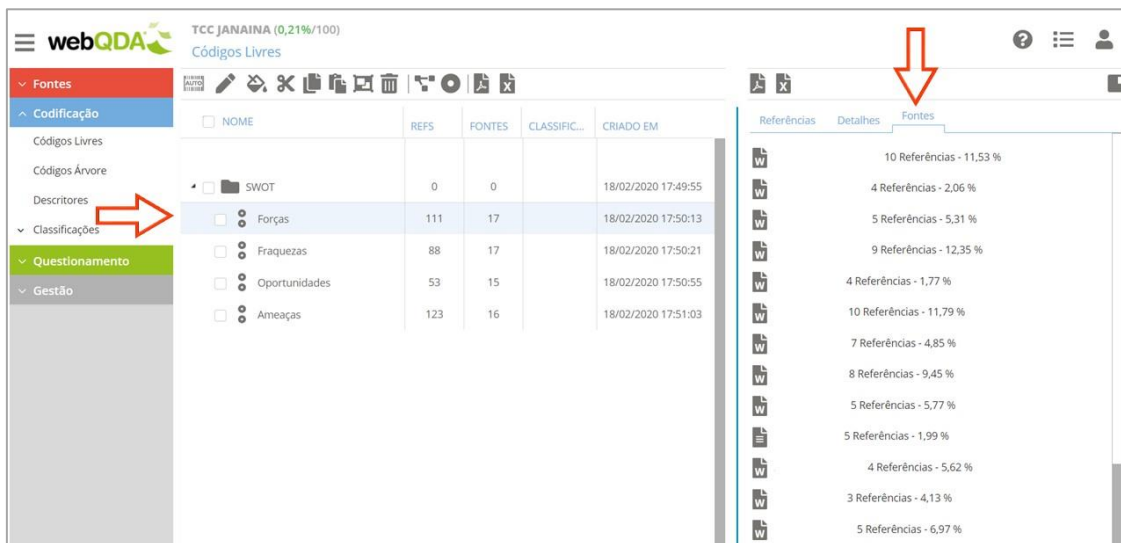 webQDA
TCC JANAINA (0,21%/100)
Códigos Livres
Fontes
Codificação
Códigos Livres
Códigos Árvore
Descritores
Classificações
Questionamento
Gestão
AUTO
NOME REFS FONTES CLASSIFIC... CRIADO EM
SWOT 0 0 18/02/2020 17:49:55
Forças 111 17 18/02/2020 17:50:13
Fraquezas 88 17 18/02/2020 17:50:21
Oportunidades 53 15 18/02/2020 17:50:55
Ameaças 123 16 18/02/2020 17:51:03
Referências Detalhes Fontes
10 Referências - 11,53 %
4 Referências - 2,06 %
5 Referências - 5,31 %
9 Referências - 12,35 %
4 Referências - 1,77 %
10 Referências - 11,79 %
7 Referências - 4,85 %
8 Referências - 9,45 %
5 Referências - 5,77 %
5 Referências - 1,99 %
4 Referências - 5,62 %
3 Referências - 4,13 %
5 Referências - 6,97 %